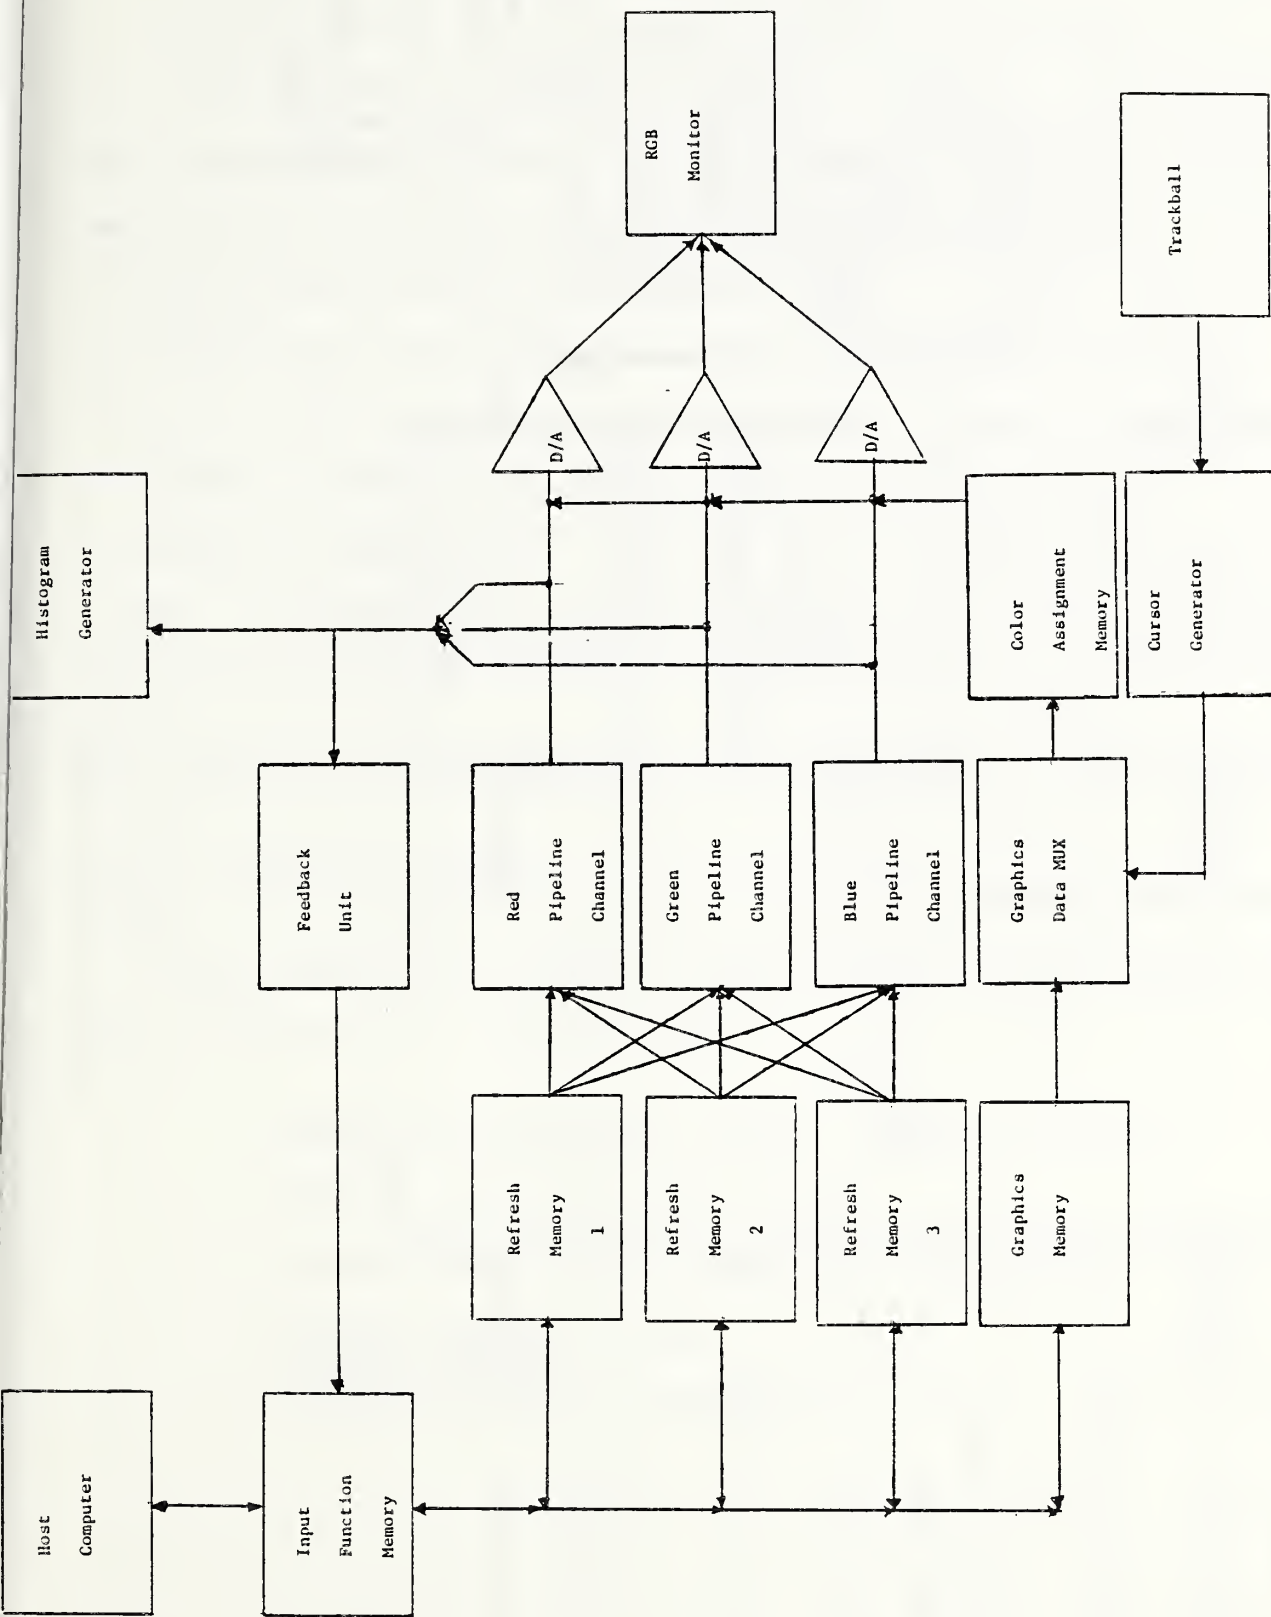 Host
Computer
Input
Function
Memory
Histogram
Generator
Feedback
Unit
Refresh
Memory
1
Red
Pipeline
Channel
D/A
Refresh
Memory
2
Green
Pipeline
Channel
D/A
RGB
Monitor
Refresh
Memory
3
Blue
Pipeline
Channel
D/A
Graphics
Memory
Graphics
Data MUX
Color
Assignment
Memory
Cursor
Generator
Trackball